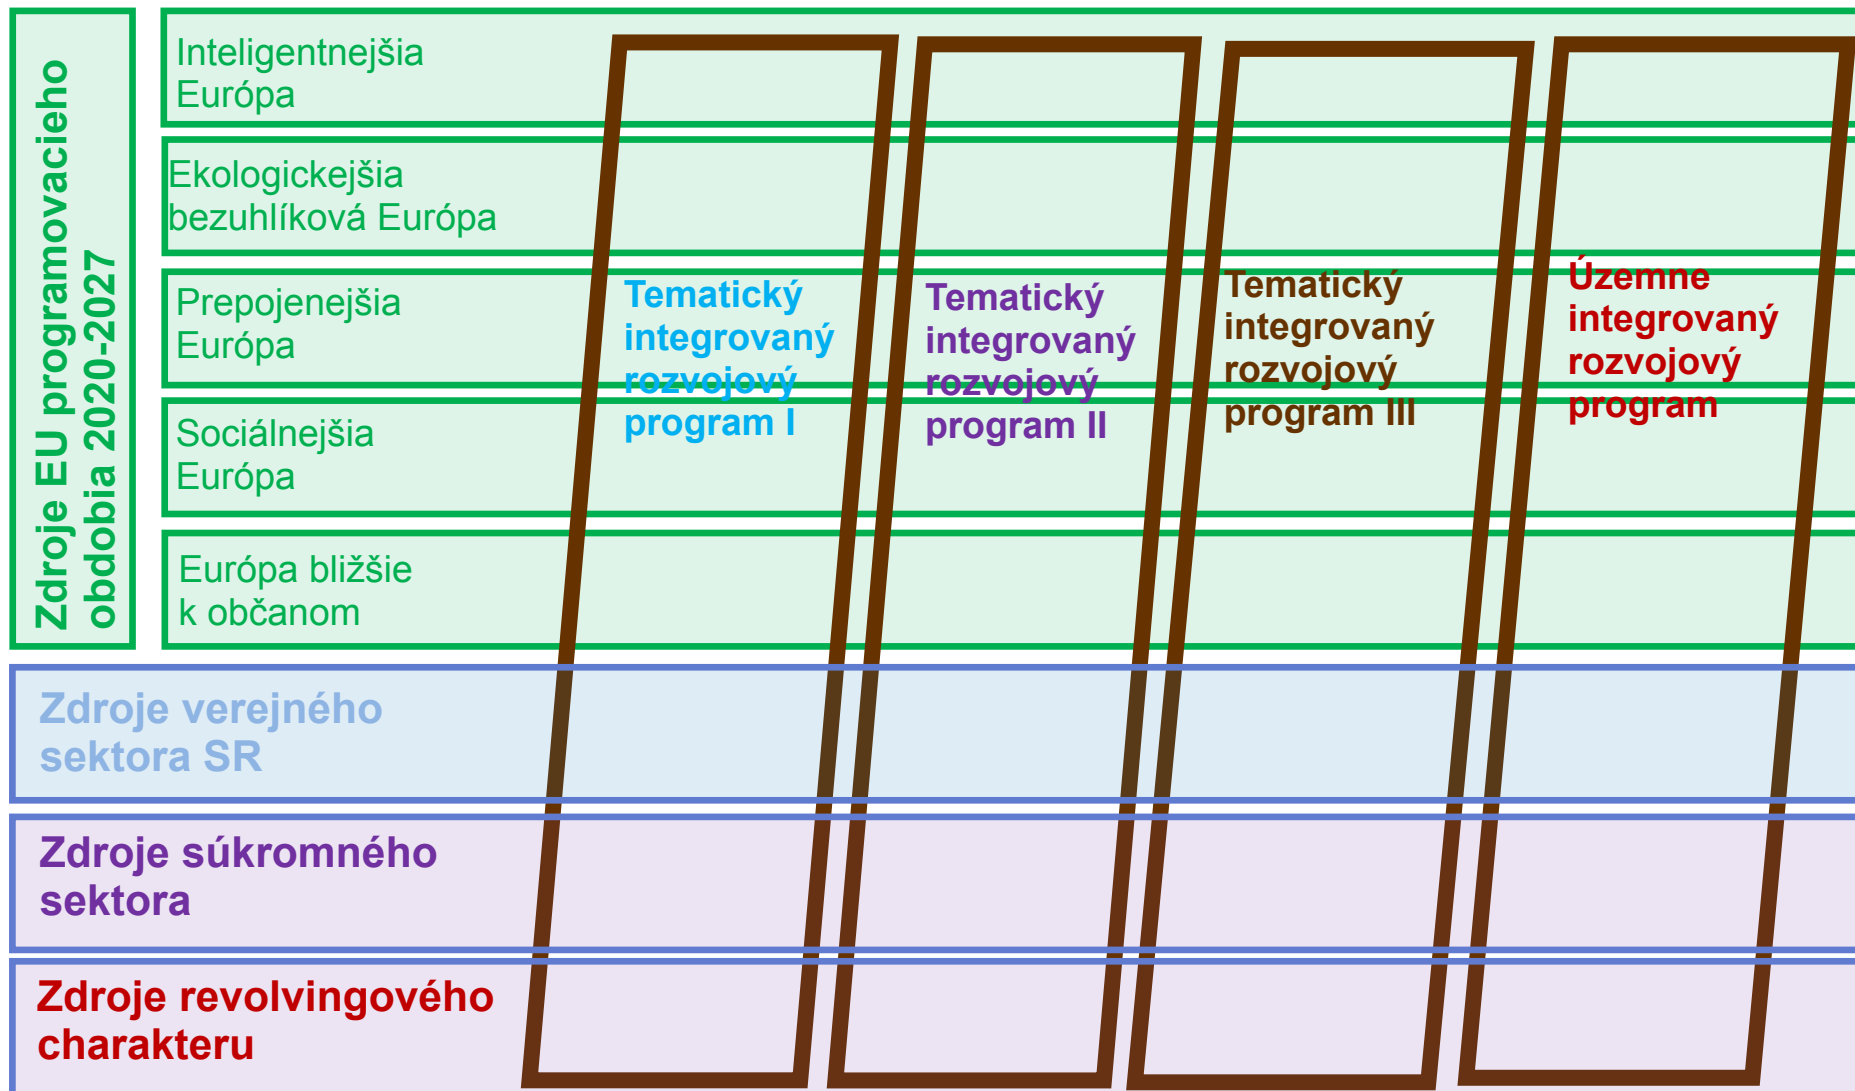 Zdroje EU programovacieho
obdobia 2020-2027
Inteligentnejšia
Európa
Ekologickejšia
bezuhlíková Európa
Prepojenejšia
Európa
Sociálnejšia
Európa
Európa bližšie
k občanom
Tematický
integrovaný
rozvojový
program I
Tematický
integrovaný
rozvojový
program II
Tematický
integrovaný
rozvojový
program III
Územne
integrovaný
rozvojový
program
Zdroje verejného
sektora SR
Zdroje súkromného
sektora
Zdroje revolvingového
charakteru